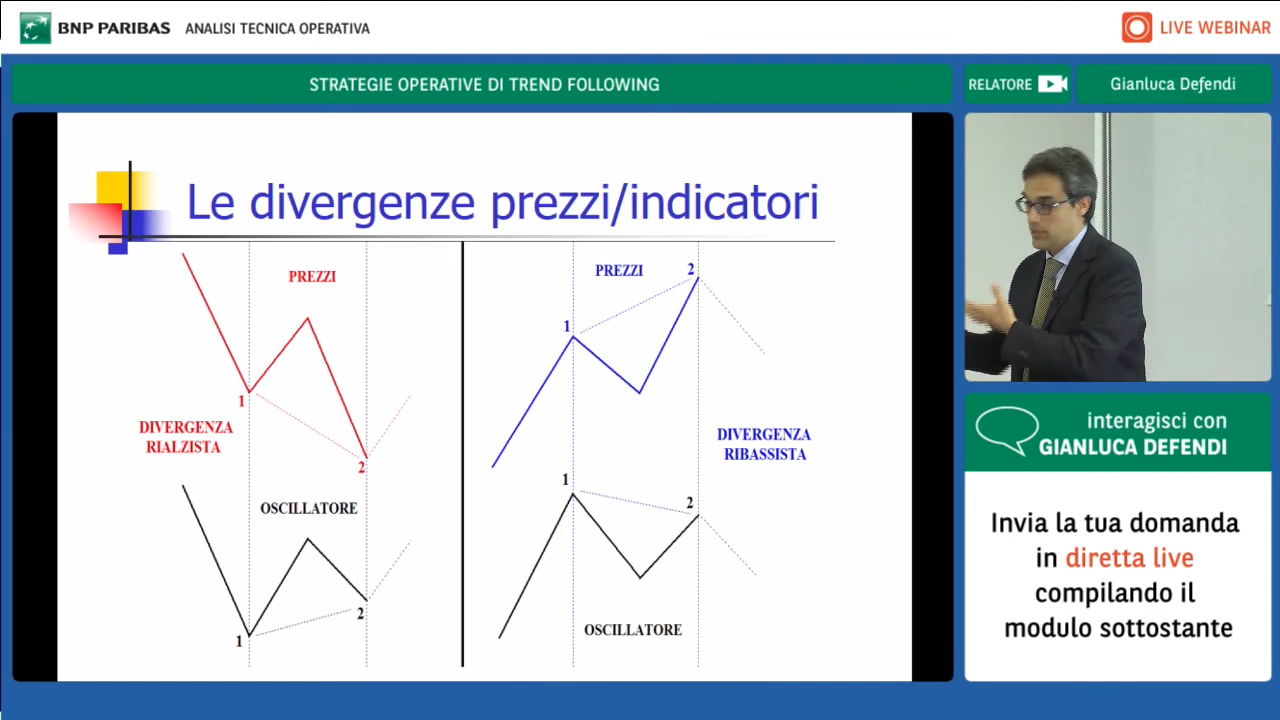 BNP PARIBAS
ANALISI TECNICA OPERATIVA
LIVE WEBINAR
STRATEGIE OPERATIVE DI TREND FOLLOWING
RELATORE
Gianluca Defendi
Le divergenze prezzi/indicatori
PREZZI
1
DIVERGENZA
RIALZISTA
2
OSCILLATORE
1
2
PREZZI
1
2
DIVERGENZA
RIBASSISTA
1
2
OSCILLATORE
interagisci con
GIANLUCA DEFENDI
Invia la tua domanda
in diretta live
compilando il
modulo sottostante